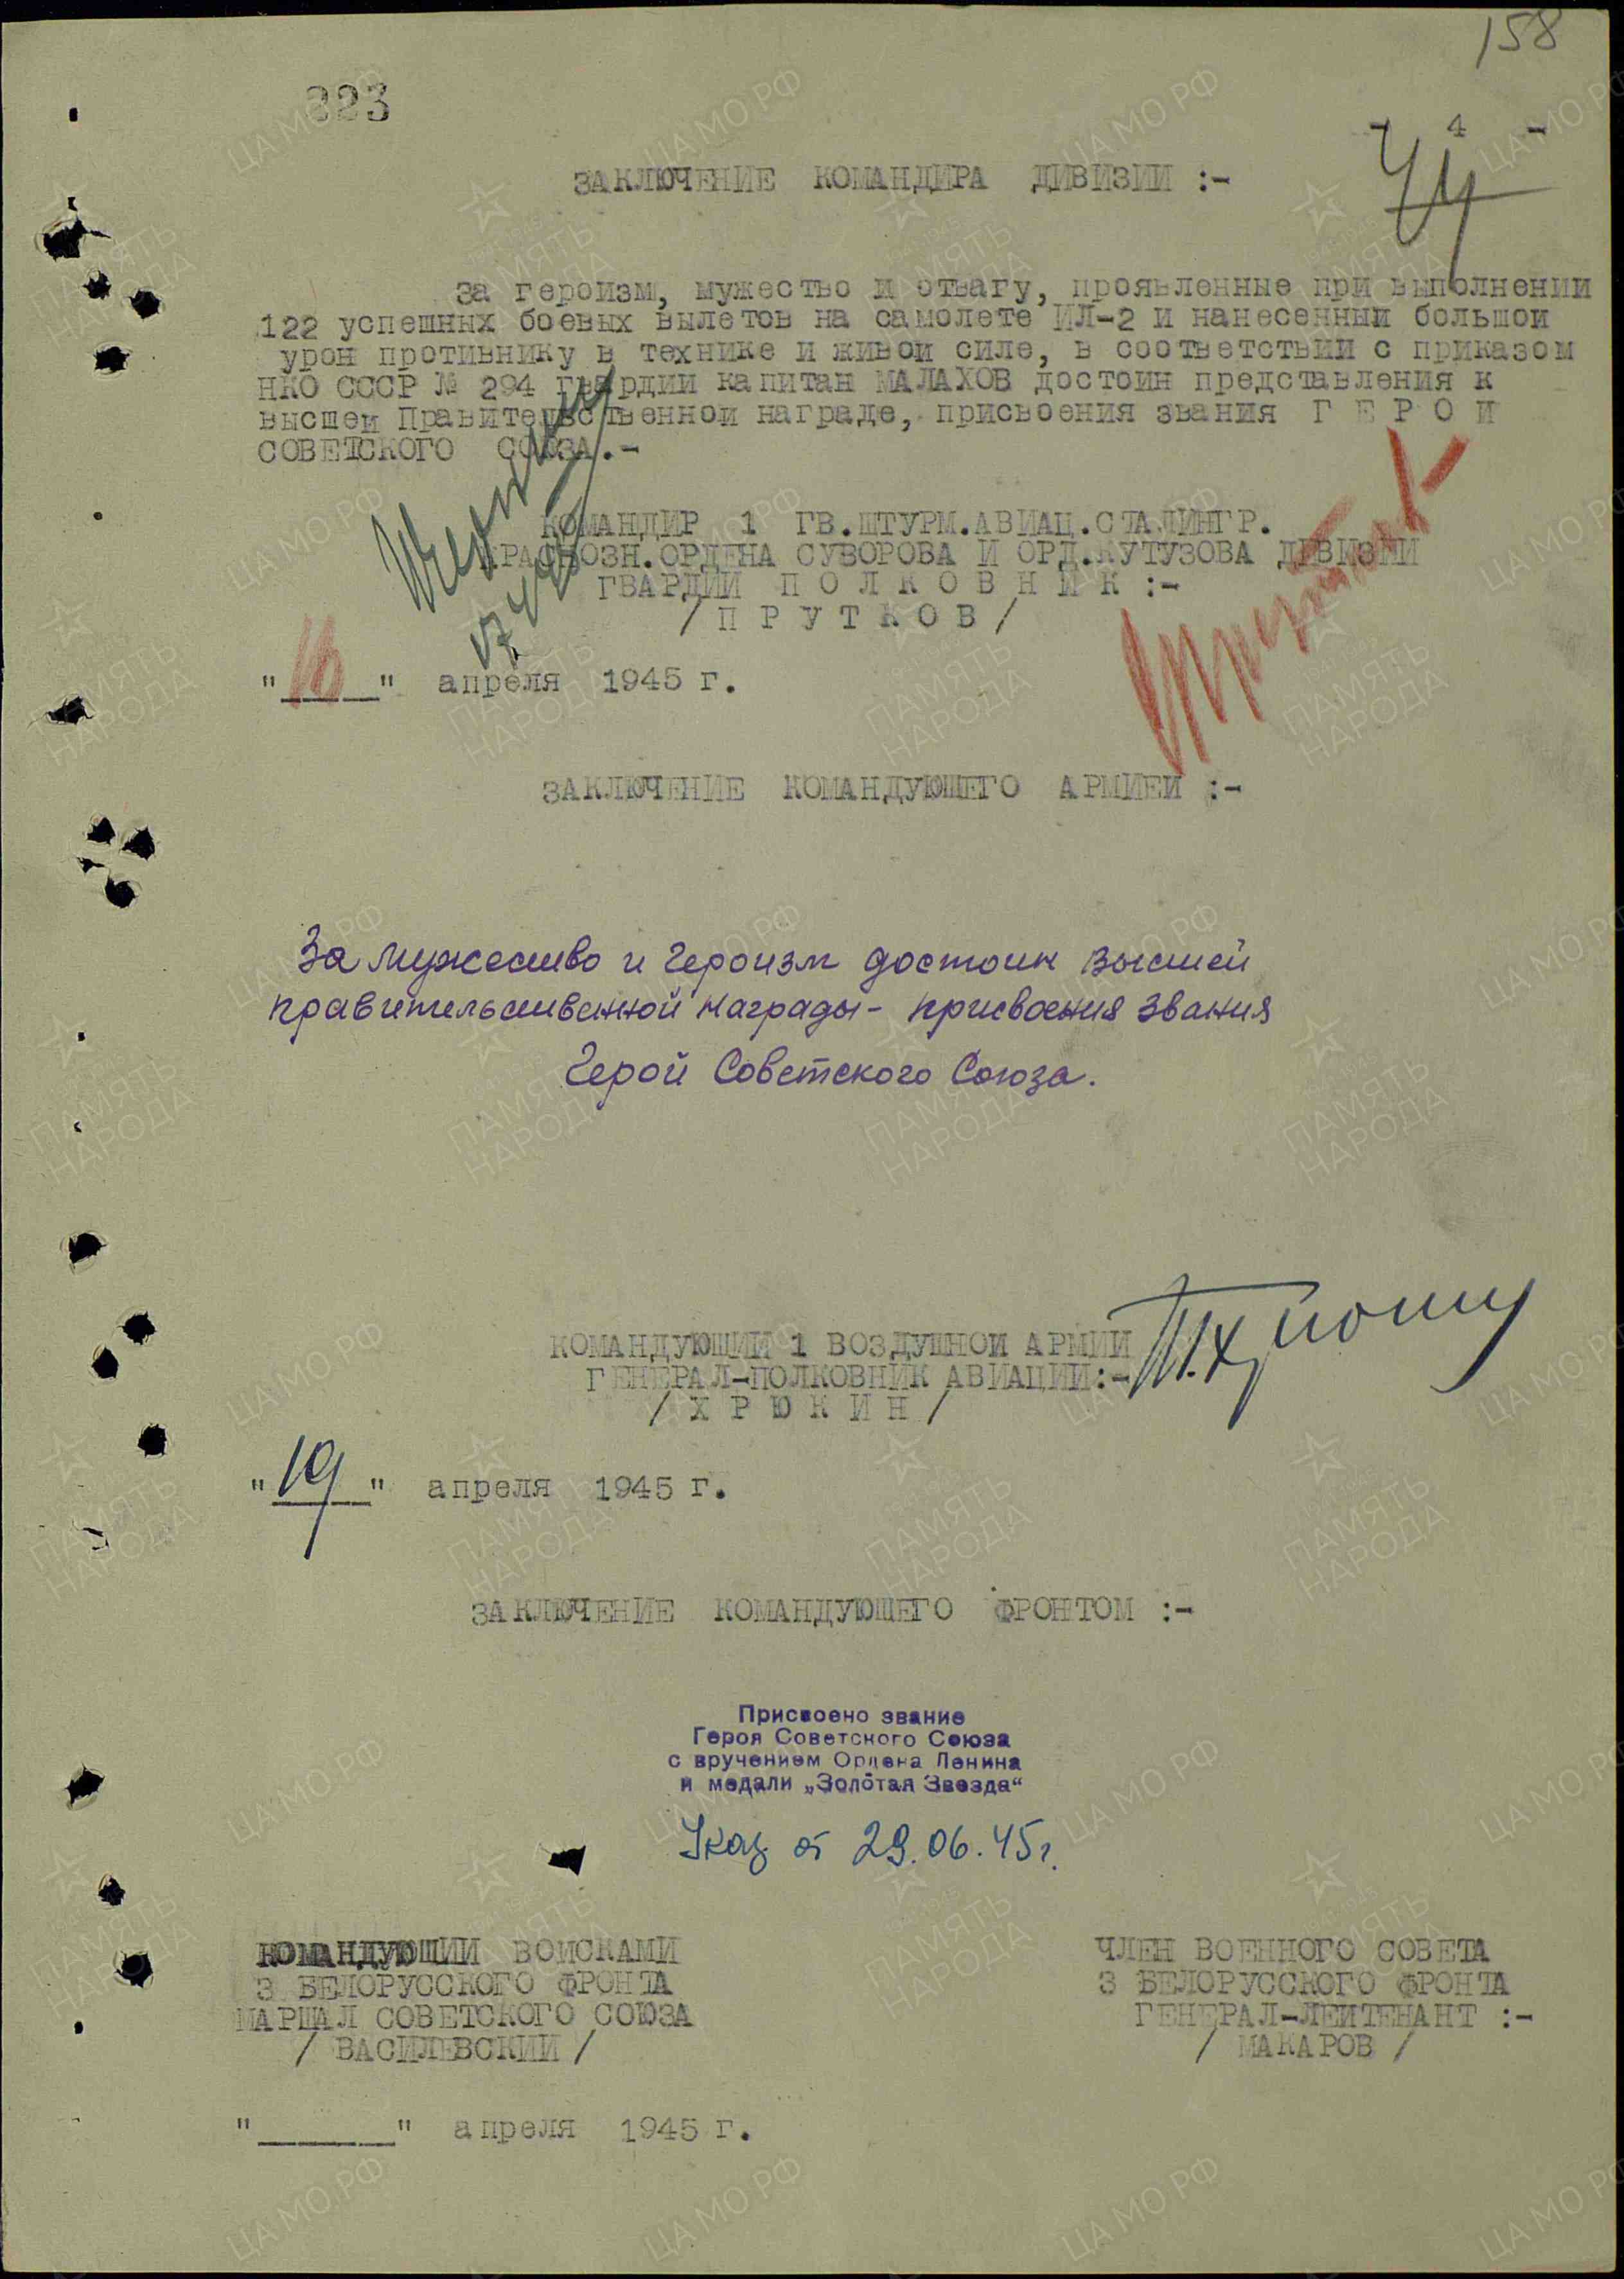 158
323
- 4 -
ЗАКЛЮЧЕНИЕ КОМАНДИРА ДИВИЗИИ :-
За героизм, мужество и отвагу, проявленные при выполнении
122 успешных боевых вылетов на самолете ИЛ-2 и нанесенный большой
урон противнику в технике и живой силе, в соответствии с приказом
НКО СССР № 294 гвардии капитан МАЛАХОВ достоин представления к
высшей Правительственной награде, присвоения звания Г Е Р О Й
СОВЕТСКОГО СОЮЗА.-
КОМАНДИР 1 ГВ.ШТУРМ.АВИАЦ.СТАЛИНГР.
КРАСНОЗН.ОРДЕНА СУВОРОВА И ОРД.КУТУЗОВА ДИВИЗИИ
ГВАРДИИ П О Л К О В Н И К :-
/ П Р У Т К О В /
"16" апреля 1945 г.
ЗАКЛЮЧЕНИЕ КОМАНДУЮЩЕГО АРМИЕЙ :-
За мужество и героизм достоин высшей
правительственной награды - присвоения звания
Герой Советского Союза.
КОМАНДУЮЩИЙ 1 ВОЗДУШНОЙ АРМИИ
ГЕНЕРАЛ-ПОЛКОВНИК АВИАЦИИ:-
/ Х Р Ю К И Н /
"19" апреля 1945 г.
ЗАКЛЮЧЕНИЕ КОМАНДУЮЩЕГО ФРОНТОМ :-
Присвоено звание
Героя Советского Союза
с вручением Ордена Ленина
и медали „Золотая Звезда“
Указ от 29.06.45г.
КОМАНДУЮЩИЙ ВОЙСКАМИ
3 БЕЛОРУССКОГО ФРОНТА
МАРШАЛ СОВЕТСКОГО СОЮЗА
/ ВАСИЛЕВСКИЙ /
ЧЛЕН ВОЕННОГО СОВЕТА
3 БЕЛОРУССКОГО ФРОНТА
ГЕНЕРАЛ-ЛЕЙТЕНАНТ :-
/ МАКАРОВ /
"______" апреля 1945 г.
ЦА МО РФ
ПАМЯТЬ
НАРОДА